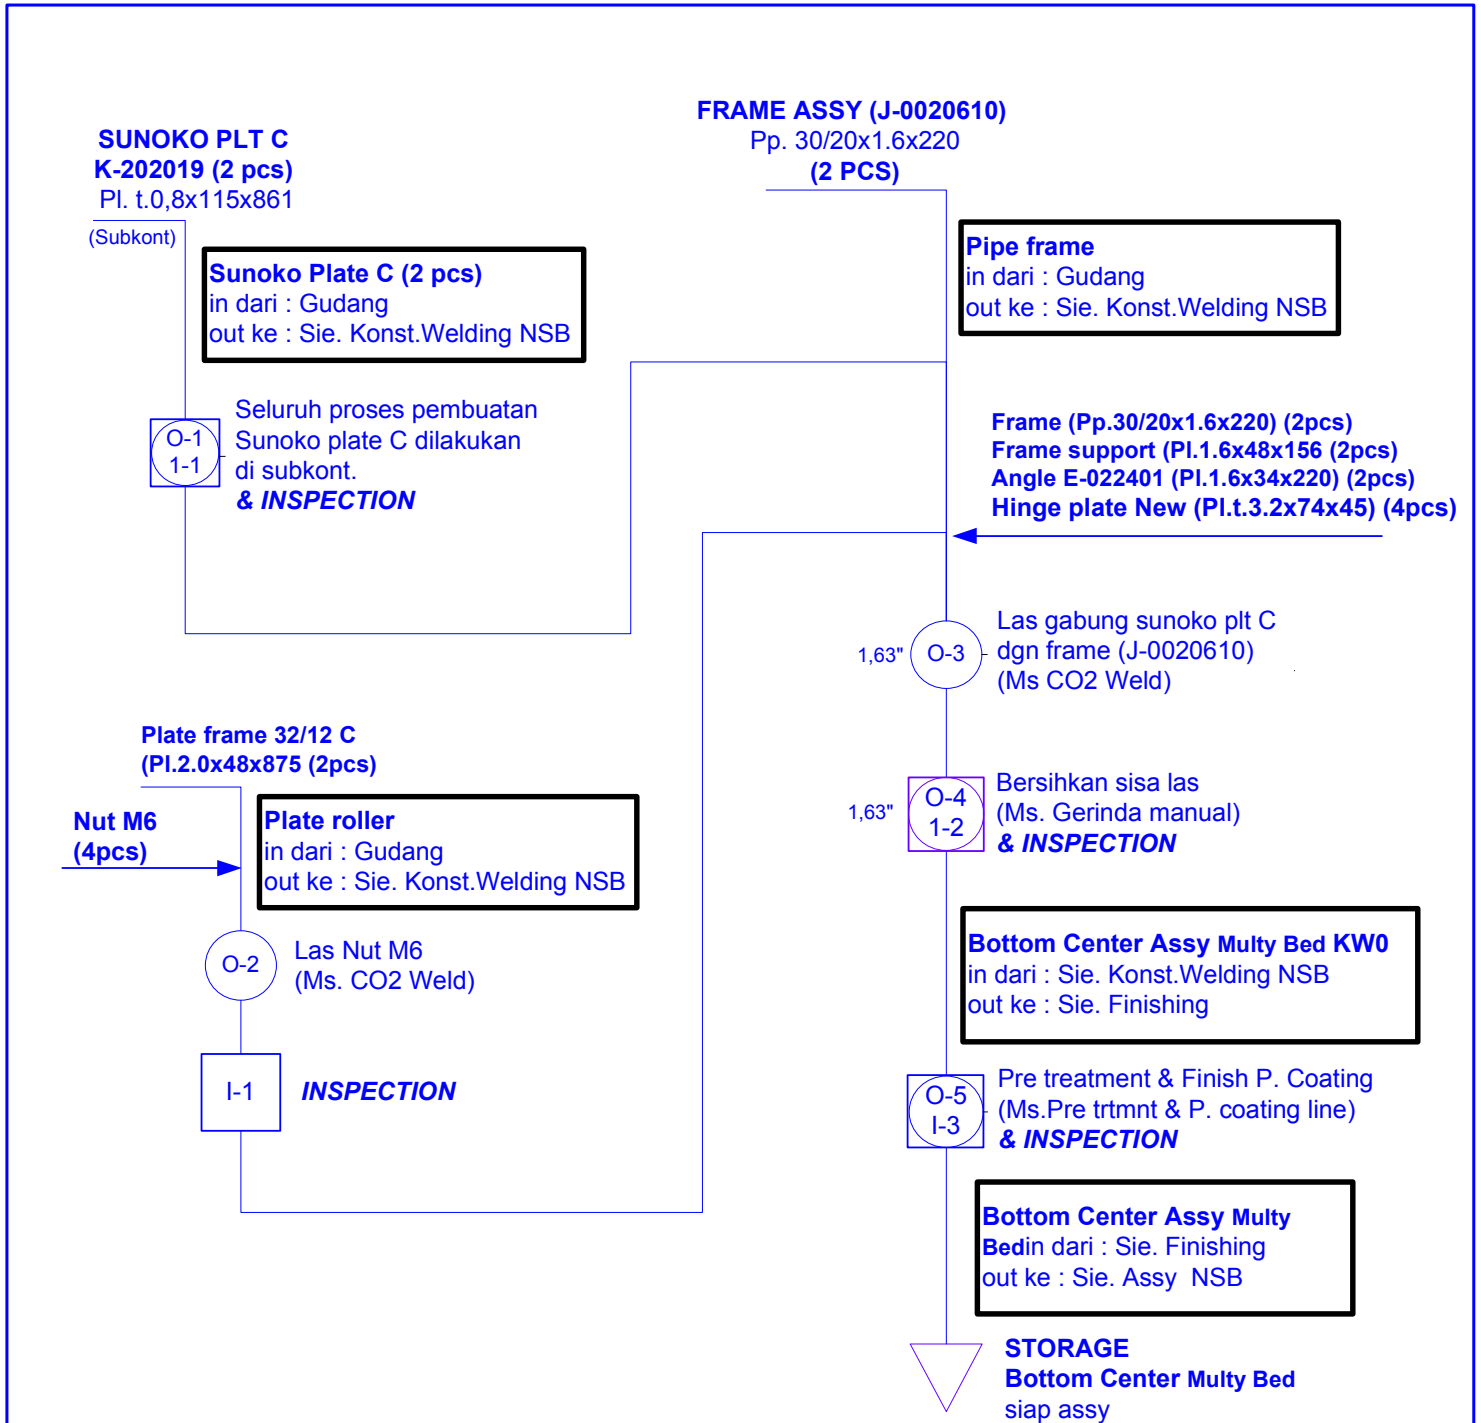 SUNOKO PLT C
K-202019 (2 pcs)
Pl. t.0,8x115x861
(Subkont)
Sunoko Plate C (2 pcs)
in dari : Gudang
out ke : Sie. Konst.Welding NSB
O-1
1-1
Seluruh proses pembuatan
Sunoko plate C dilakukan
di subkont.
& INSPECTION
FRAME ASSY (J-0020610)
Pp. 30/20x1.6x220
(2 PCS)
Pipe frame
in dari : Gudang
out ke : Sie. Konst.Welding NSB
Frame (Pp.30/20x1.6x220) (2pcs)
Frame support (Pl.1.6x48x156 (2pcs)
Angle E-022401 (Pl.1.6x34x220) (2pcs)
Hinge plate New (Pl.t.3.2x74x45) (4pcs)
1,63"
O-3
Las gabung sunoko plt C
dgn frame (J-0020610)
(Ms CO2 Weld)
Plate frame 32/12 C
(Pl.2.0x48x875 (2pcs)
Nut M6
(4pcs)
Plate roller
in dari : Gudang
out ke : Sie. Konst.Welding NSB
O-2
Las Nut M6
(Ms. CO2 Weld)
I-1
INSPECTION
1,63"
O-4
1-2
Bersihkan sisa las
(Ms. Gerinda manual)
& INSPECTION
Bottom Center Assy Multy Bed KW0
in dari : Sie. Konst.Welding NSB
out ke : Sie. Finishing
O-5
I-3
Pre treatment & Finish P. Coating
(Ms.Pre trtmnt & P. coating line)
& INSPECTION
Bottom Center Assy Multy
Bedin dari : Sie. Finishing
out ke : Sie. Assy  NSB
STORAGE
Bottom Center Multy Bed
siap assy